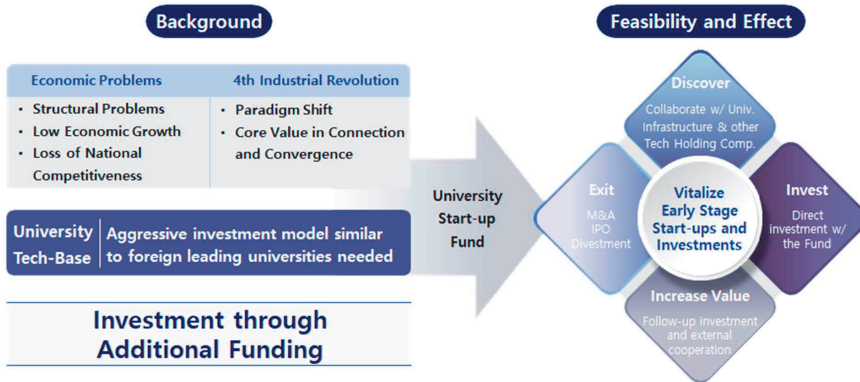 Background
Economic Problems
• Structural Problems
• Low Economic Growth
• Loss of National
Competitiveness
4th Industrial Revolution
• Paradigm Shift
• Core Value in Connection
and Convergence
University
Tech-Base
Aggressive investment model similar
to foreign leading universities needed
Investment through
Additional Funding
University
Start-up
Fund
Feasibility and Effect
Discover
Collaborate w/ Univ.
Infrastructure & other
Tech Holding Comp.
Exit
M&A
IPO
Divestment
Vitalize
Early Stage
Start-ups and
Investments
Invest
Direct
investment w/
the Fund
Increase Value
Follow-up investment
and external
cooperation